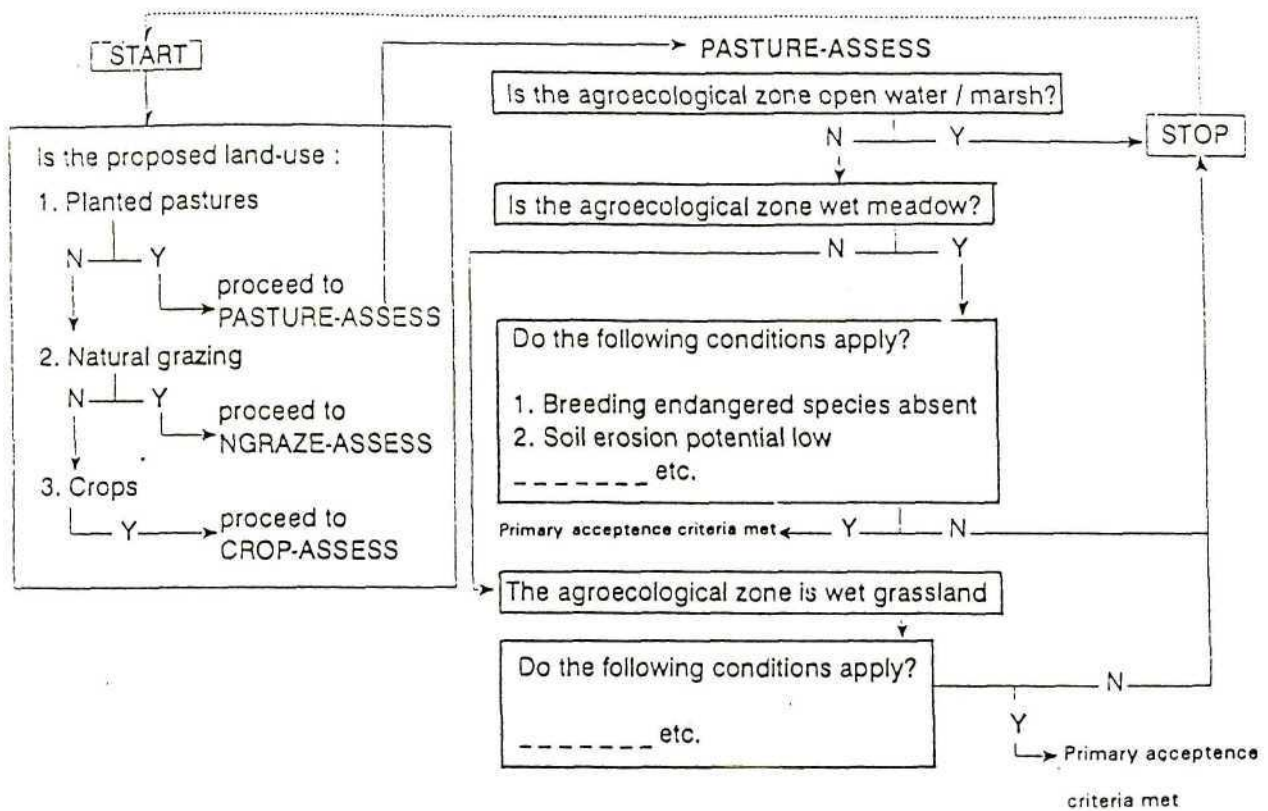 START
Is the proposed land-use :
1. Planted pastures
N Y
proceed to
PASTURE-ASSESS
2. Natural grazing
N Y
proceed to
NGRAZE-ASSESS
3. Crops
Y
proceed to
CROP-ASSESS
PASTURE-ASSESS
Is the agroecological zone open water / marsh?
N Y
STOP
Is the agroecological zone wet meadow?
N Y
Do the following conditions apply?
1. Breeding endangered species absent
2. Soil erosion potential low
_ _ _ _ _ _ _ etc.
Primary acceptence criteria met Y N
The agroecological zone is wet grassland
Do the following conditions apply?
_ _ _ _ _ _ _ etc.
N
Y
Primary acceptence
criteria met